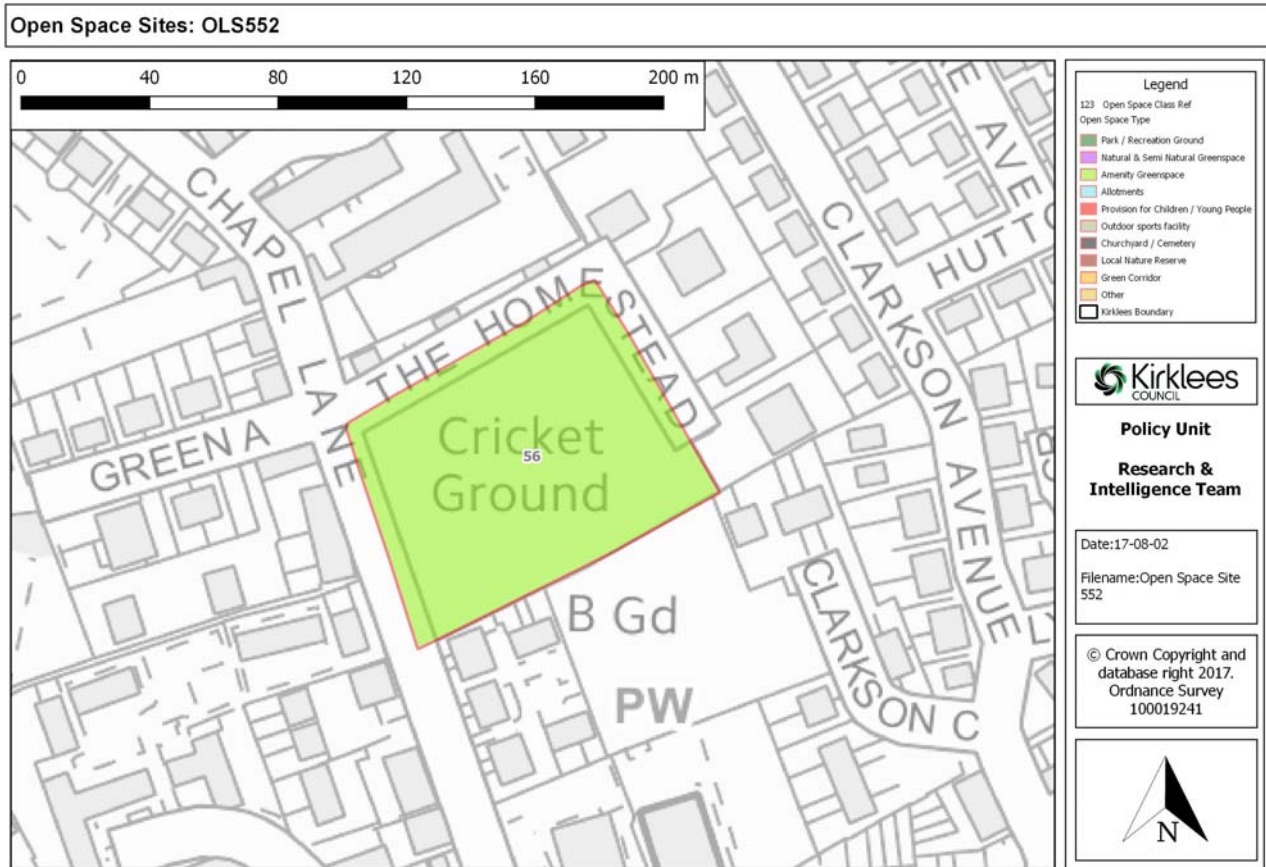 Open Space Sites: OLS552
0 40 80 120 160 200 m
CHAPEL LANE
THE HOMESTEAD
GREEN A
Cricket
56
Ground
B Gd
PW
CLARKSON AVENUE
CLARKSON C
HUTTO
AVE
Legend
123 Open Space Class Ref
Open Space Type
Park / Recreation Ground
Natural & Semi Natural Greenspace
Amenity Greenspace
Allotments
Provision for Children / Young People
Outdoor sports facility
Churchyard / Cemetery
Local Nature Reserve
Green Corridor
Other
Kirklees Boundary
Kirklees
COUNCIL
Policy Unit
Research &
Intelligence Team
Date:17-08-02
Filename:Open Space Site
552
© Crown Copyright and
database right 2017.
Ordnance Survey
100019241
N